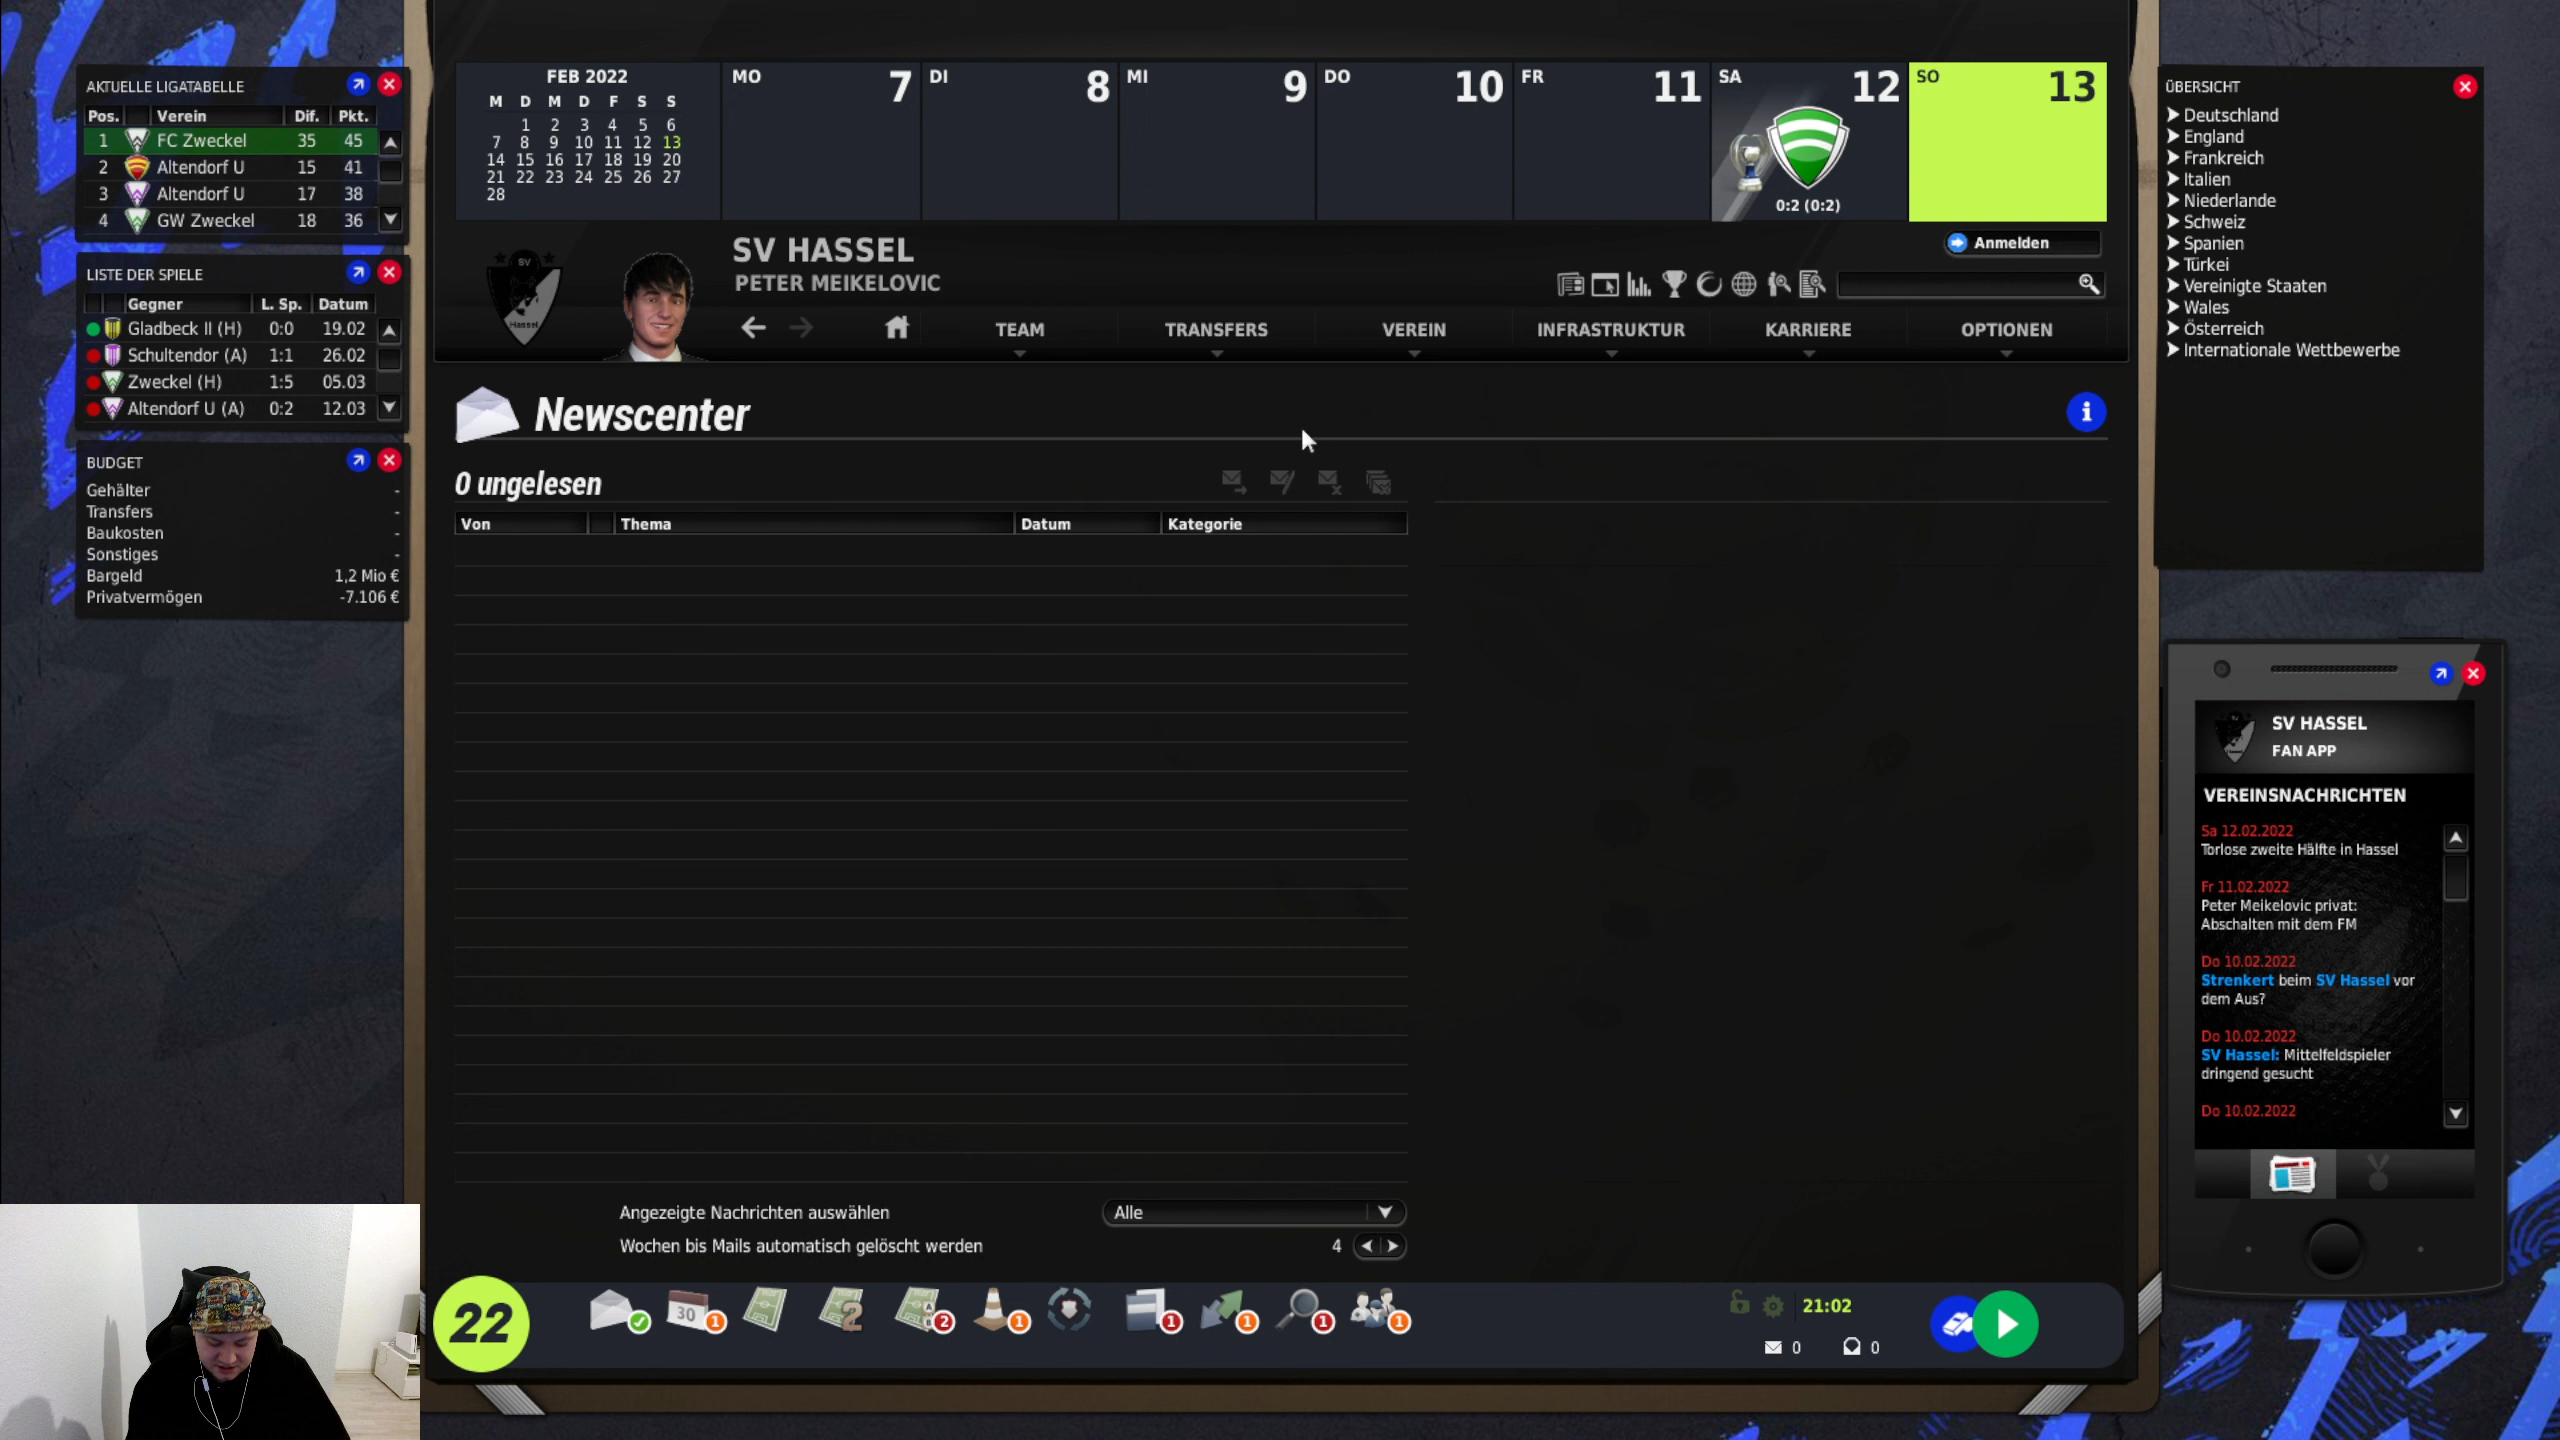 AKTUELLE LIGATABELLE
Pos. Verein Dif. Pkt.
1 FC Zweckel 35 45
2 Altendorf U 15 41
3 Altendorf U 17 38
4 GW Zweckel 18 36
LISTE DER SPIELE
Gegner L. Sp. Datum
Gladbeck II (H) 0:0 19.02
Schultendor (A) 1:1 26.02
Zweckel (H) 1:5 05.03
Altendorf U (A) 0:2 12.03
BUDGET
Gehälter -
Transfers -
Baukosten -
Sonstiges -
Bargeld 1,2 Mio €
Privatvermögen -7.106 €
FEB 2022
M D M D F S S
1 2 3 4 5 6
7 8 9 10 11 12 13
14 15 16 17 18 19 20
21 22 23 24 25 26 27
28
MO 7
DI 8
MI 9
DO 10
FR 11
SA 12
0:2 (0:2)
SO 13
SV
Hassel
SV HASSEL
PETER MEIKELOVIC
Anmelden
TEAM TRANSFERS VEREIN INFRASTRUKTUR KARRIERE OPTIONEN
Newscenter
i
0 ungelesen
Von Thema Datum Kategorie
Angezeigte Nachrichten auswählen Alle
Wochen bis Mails automatisch gelöscht werden 4
22
30 1
2
2
1
1
1
1
1
21:02
0 0
ÜBERSICHT
Deutschland
England
Frankreich
Italien
Niederlande
Schweiz
Spanien
Türkei
Vereinigte Staaten
Wales
Österreich
Internationale Wettbewerbe
SV HASSEL
FAN APP
VEREINSNACHRICHTEN
Sa 12.02.2022
Torlose zweite Hälfte in Hassel
Fr 11.02.2022
Peter Meikelovic privat:
Abschalten mit dem FM
Do 10.02.2022
Strenkert beim SV Hassel vor
dem Aus?
Do 10.02.2022
SV Hassel: Mittelfeldspieler
dringend gesucht
Do 10.02.2022